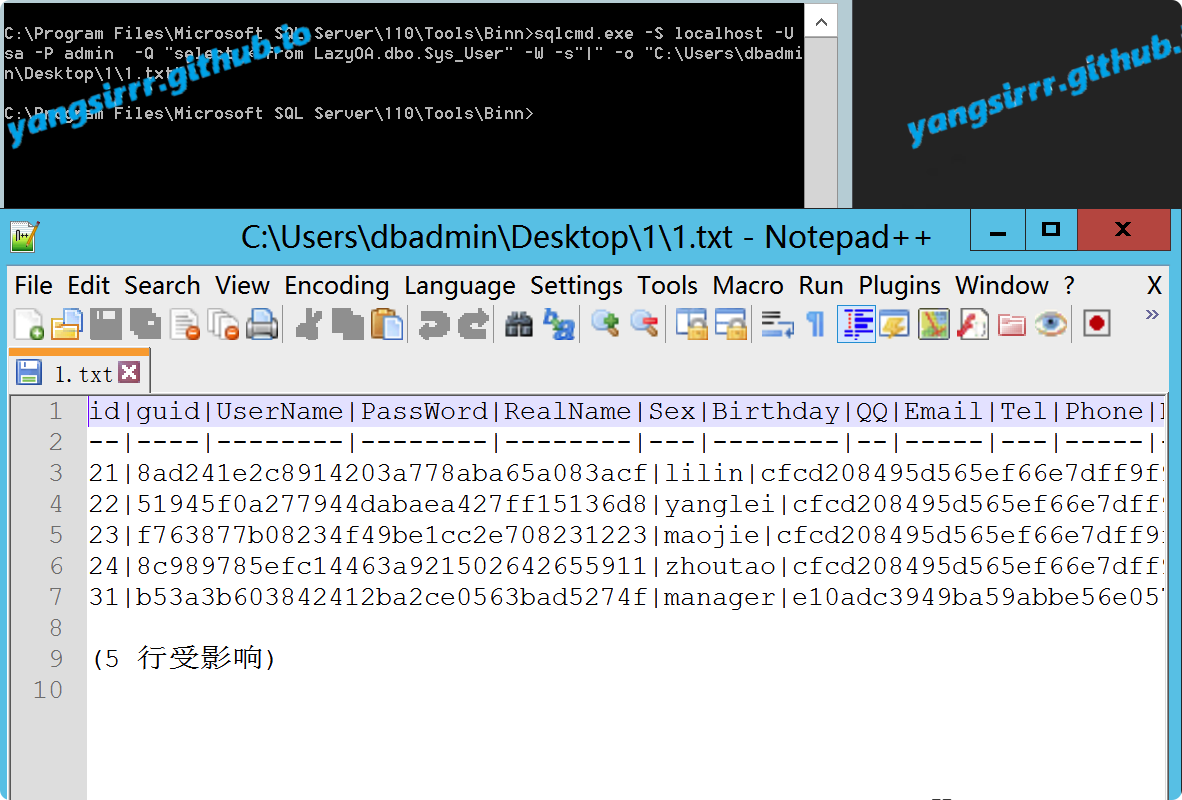 C:\Program Files\Microsoft SQL Server\110\Tools\Binn>sqlcmd.exe -S localhost -U
sa -P admin  -Q "select * from LazyOA.dbo.Sys_User" -W -s"|" -o "C:\Users\dbadmi
n\Desktop\1\1.txt"
C:\Program Files\Microsoft SQL Server\110\Tools\Binn>
yangsirrr.github.io
yangsirrr.github.
C:\Users\dbadmin\Desktop\1\1.txt - Notepad++
File Edit Search View Encoding Language Settings Tools Macro Run Plugins Window ? X
1.txt
1 id|guid|UserName|PassWord|RealName|Sex|Birthday|QQ|Email|Tel|Phone|
2 --|----|--------|--------|--------|---|--------|--|-----|---|-----|-
3 21|8ad241e2c8914203a778aba65a083acf|lilin|cfcd208495d565ef66e7dff9f
4 22|51945f0a277944dabaea427ff15136d8|yanglei|cfcd208495d565ef66e7dff
5 23|f763877b08234f49be1cc2e708231223|maojie|cfcd208495d565ef66e7dff9
6 24|8c989785efc14463a921502642655911|zhoutao|cfcd208495d565ef66e7dff
7 31|b53a3b603842412ba2ce0563bad5274f|manager|e10adc3949ba59abbe56e05
8
9 (5 行受影响)
10